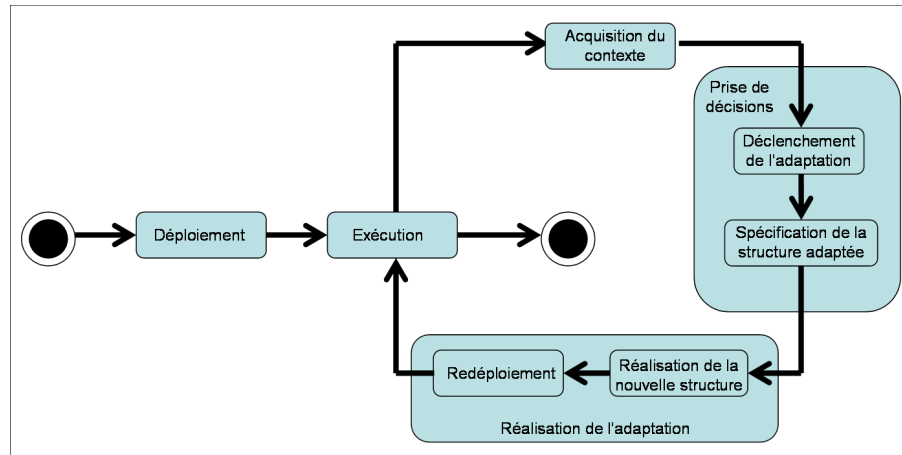 Acquisition du
contexte
Prise de
décisions
Déclenchement
de l'adaptation
Déploiement
Exécution
Spécification de la
structure adaptée
Redéploiement
Réalisation de la
nouvelle structure
Réalisation de l'adaptation